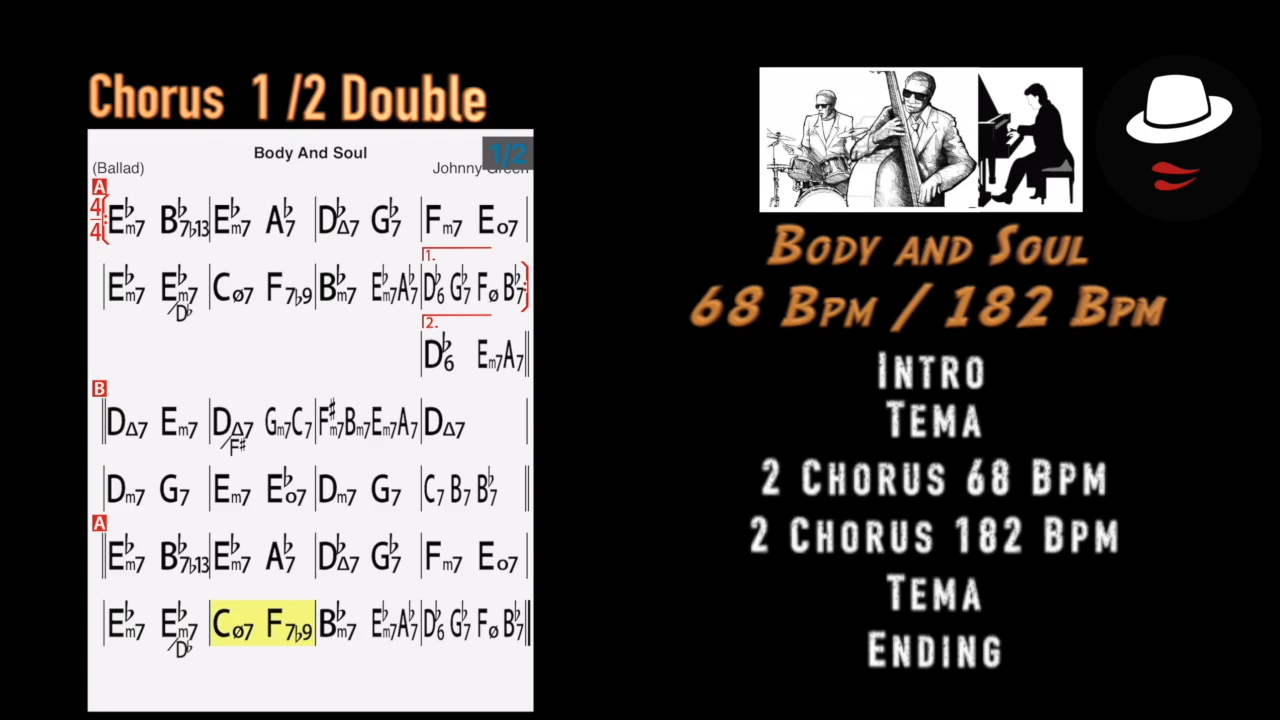 Chorus 1 /2 Double
Body And Soul
1/2
(Ballad)
Johnny Green
A
4/4 E♭m7 B♭7♭13 | E♭m7 A♭7 | D♭Δ7 G♭7 | Fm7 Eo7 |
1.
| E♭m7 E♭m7/D♭ | Cø7 F7♭9 | B♭m7 E♭m7 A♭7 | D♭6 G♭7 Fø B♭7
2.
| D♭6 Em7 A7 ||
B
|| DΔ7 Em7 | DΔ7/F♯ Gm7 C7 | F♯m7 Bm7 Em7 A7 | DΔ7 |
| Dm7 G7 | Em7 E♭o7 | Dm7 G7 | C7 B7 B♭7 ||
A
|| E♭m7 B♭7♭13 | E♭m7 A♭7 | D♭Δ7 G♭7 | Fm7 Eo7 |
| E♭m7 E♭m7/D♭ | Cø7 F7♭9 | B♭m7 E♭m7 A♭7 | D♭6 G♭7 Fø B♭7 ||
Body and Soul
68 Bpm / 182 Bpm
Intro
Tema
2 Chorus 68 Bpm
2 Chorus 182 Bpm
Tema
Ending